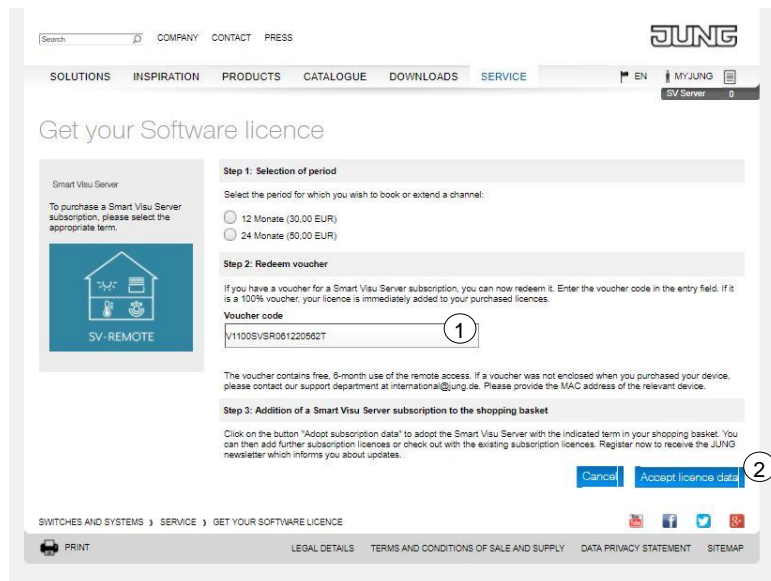 Search COMPANY CONTACT PRESS
JUNG
SOLUTIONS INSPIRATION PRODUCTS CATALOGUE DOWNLOADS SERVICE EN MYJUNG
SV Server 0
Get your Software licence
Smart Visu Server
To purchase a Smart Visu Server
subscription, please select the
appropriate term.
SV-REMOTE
Step 1: Selection of period
Select the period for which you wish to book or extend a channel:
12 Monate (30,00 EUR)
24 Monate (50,00 EUR)
Step 2: Redeem voucher
If you have a voucher for a Smart Visu Server subscription, you can now redeem it. Enter the voucher code in the entry field. If it
is a 100% voucher, your licence is immediately added to your purchased licences.
Voucher code
V1100SVSR061220562T
1
The voucher contains free, 6-month use of the remote access. If a voucher was not enclosed when you purchased your device,
please contact our support department at international@jung.de. Please provide the MAC address of the relevant device.
Step 3: Addition of a Smart Visu Server subscription to the shopping basket
Click on the button "Adopt subscription data" to adopt the Smart Visu Server with the indicated term in your shopping basket. You
can then add further subscription licences or check out with the existing subscription licences. Register now to receive the JUNG
newsletter which informs you about updates.
Cancel Accept licence data 2
SWITCHES AND SYSTEMS SERVICE GET YOUR SOFTWARE LICENCE
You Tube f g+
PRINT LEGAL DETAILS TERMS AND CONDITIONS OF SALE AND SUPPLY DATA PRIVACY STATEMENT SITEMAP